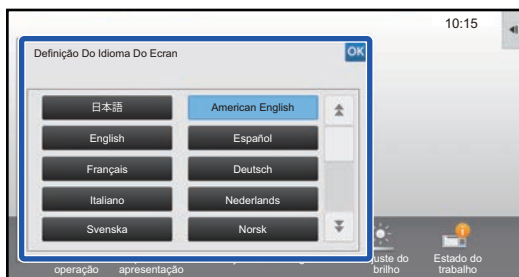 10:15
Definição Do Idioma Do Ecran
OK
日本語
American English
English
Español
Français
Deutsch
Italiano
Nederlands
Svenska
Norsk
operação
apresentação
uste do
brilho
Estado do
trabalho